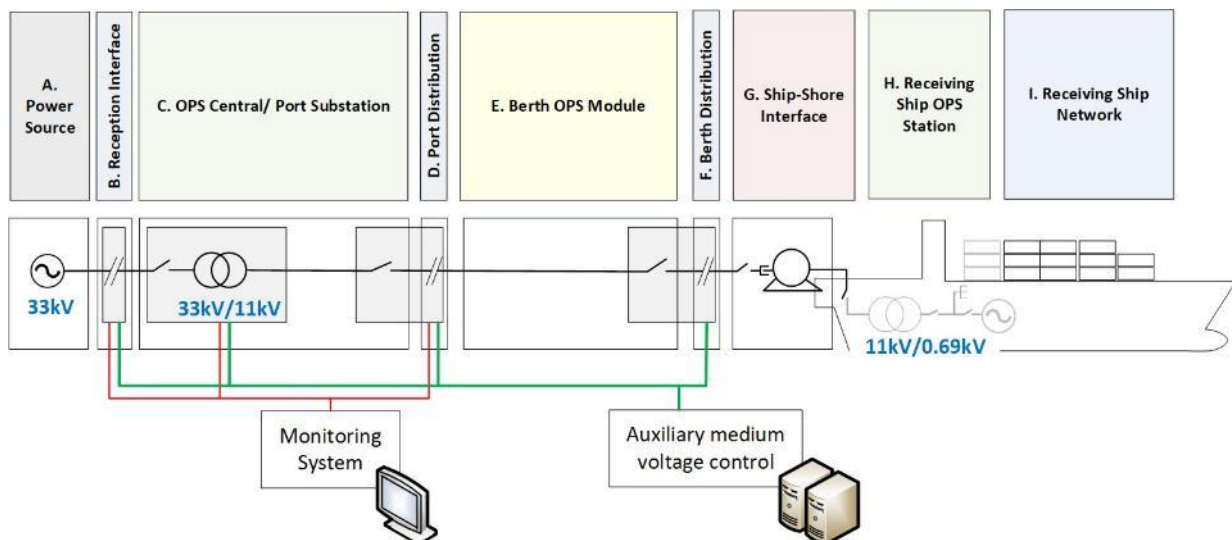 A.
Power
Source
B. Reception Interface
C. OPS Central/ Port Substation
D. Port Distribution
E. Berth OPS Module
F. Berth Distribution
G. Ship-Shore
Interface
H. Receiving
Ship OPS
Station
I. Receiving Ship
Network
33kV
33kV/11kV
11kV/0.69kV
Monitoring
System
Auxiliary medium
voltage control